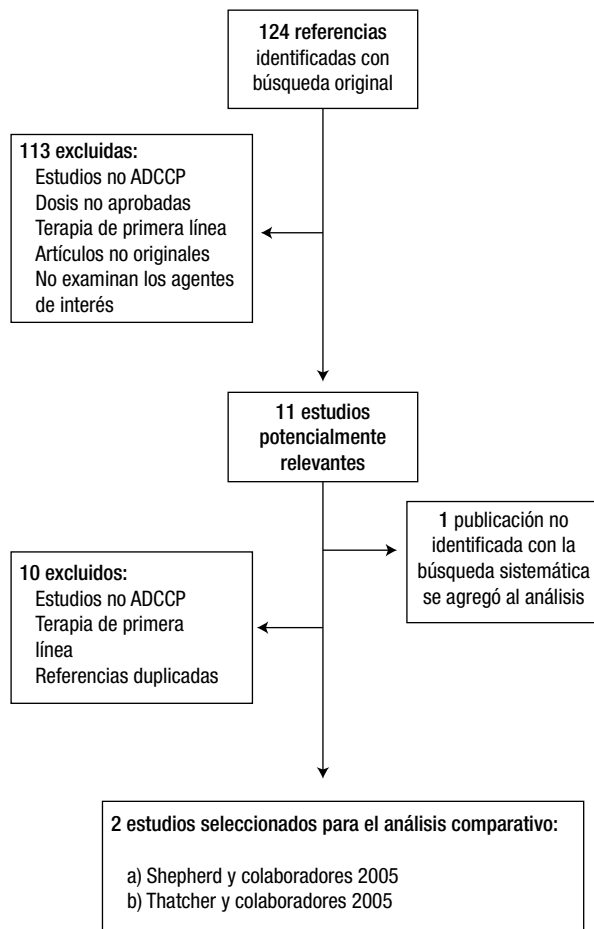 124 referencias
identificadas con
búsqueda original
113 excluidas:
Estudios no ADCCP
Dosis no aprobadas
Terapia de primera línea
Artículos no originales
No examinan los agentes
de interés
11 estudios
potencialmente
relevantes
1 publicación no
identificada con la
búsqueda sistemática
se agregó al análisis
10 excluidos:
Estudios no ADCCP
Terapia de primera
línea
Referencias duplicadas
2 estudios seleccionados para el análisis comparativo:
a) Shepherd y colaboradores 2005
b) Thatcher y colaboradores 2005